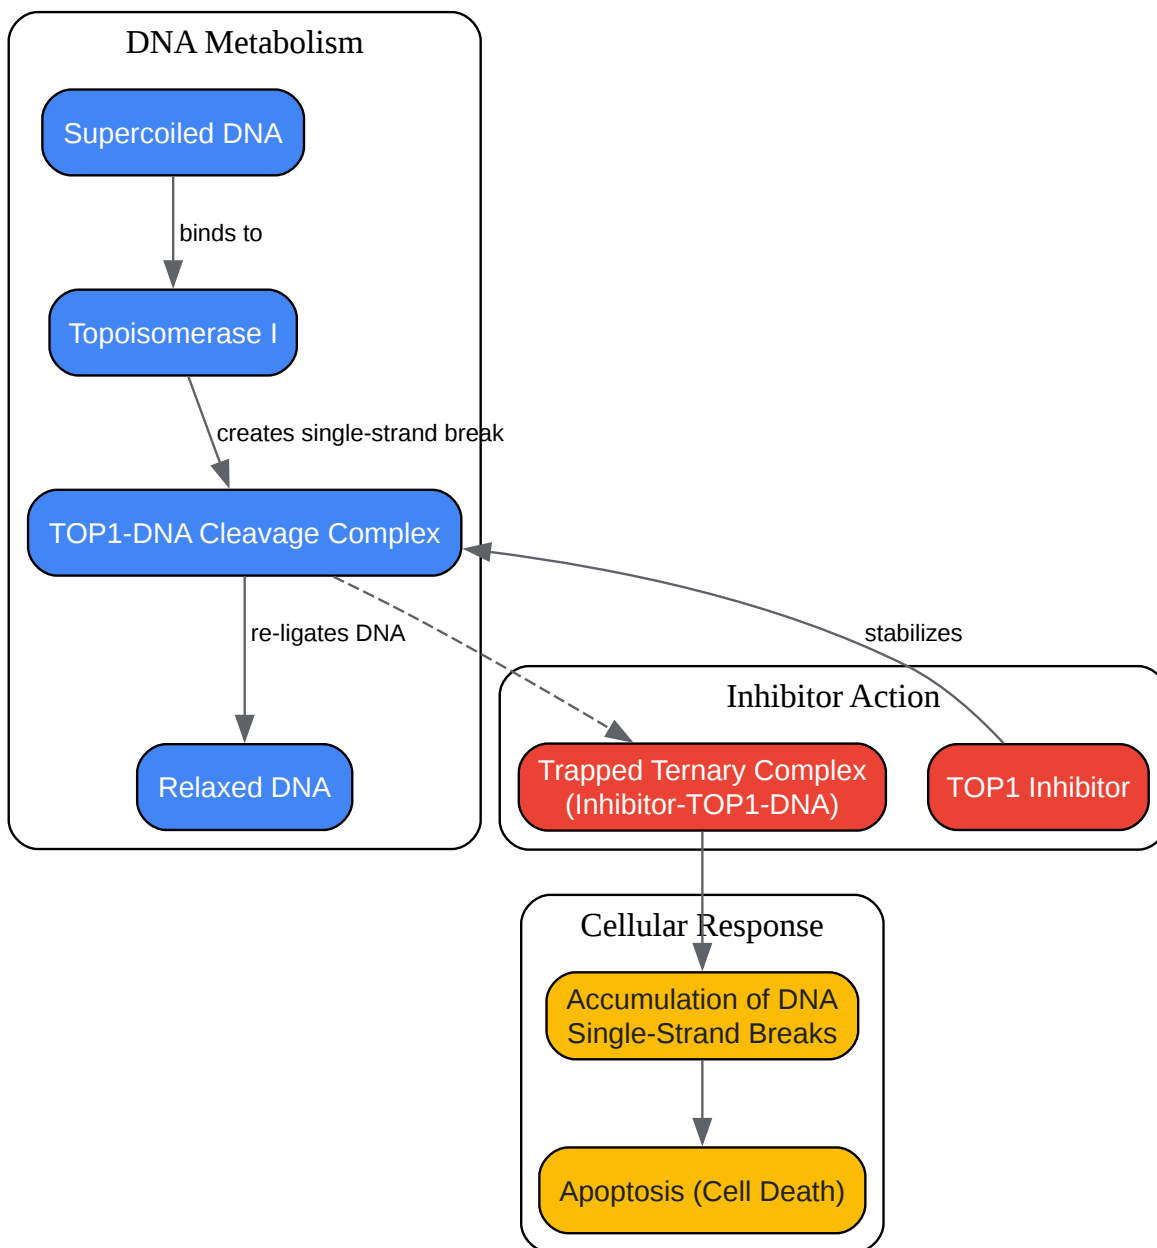 DNA Metabolism
Supercoiled DNA
binds to
Topoisomerase I
creates single-strand break
TOP1-DNA Cleavage Complex
re-ligates DNA
stabilizes
Relaxed DNA
Inhibitor Action
Trapped Ternary Complex
(Inhibitor-TOP1-DNA)
TOP1 Inhibitor
Cellular Response
Accumulation of DNA
Single-Strand Breaks
Apoptosis (Cell Death)